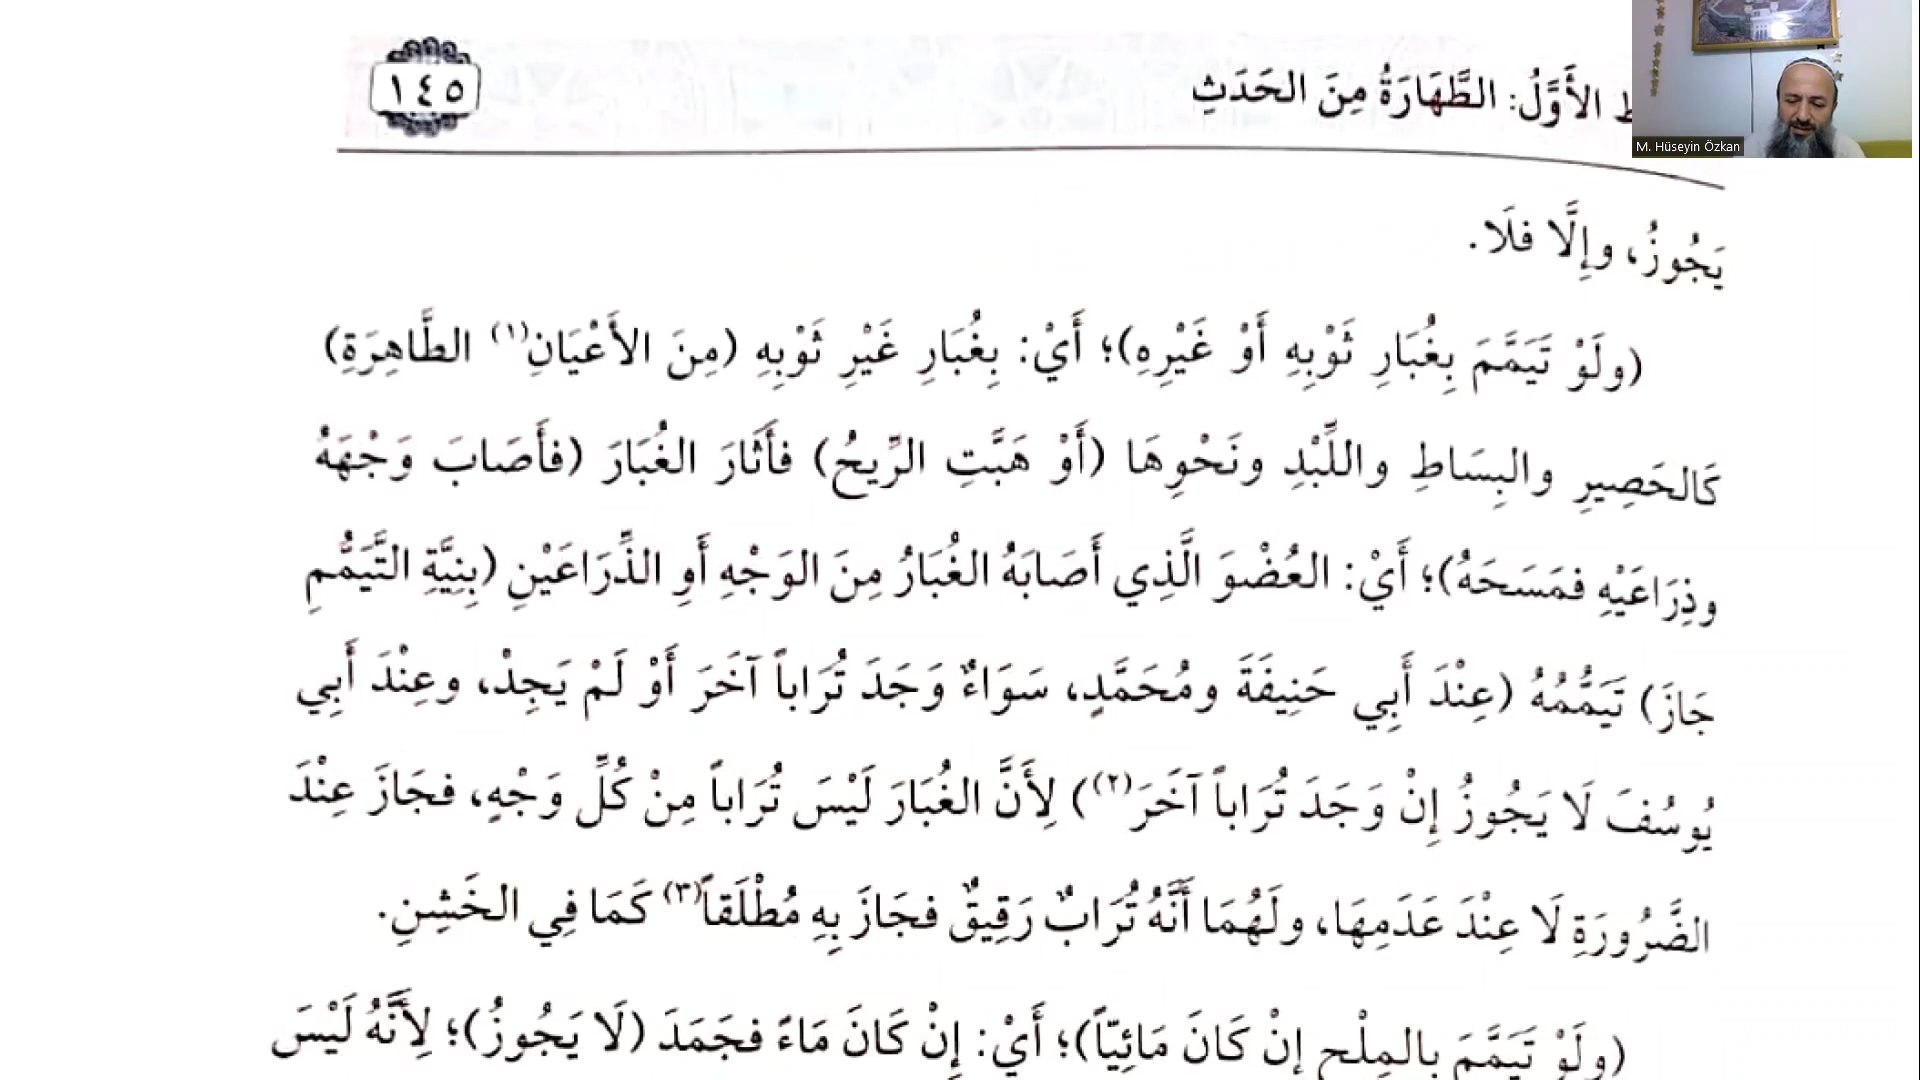 ١٤٥
الأَوَّلُ: الطَّهَارَةُ مِنَ الحَدَثِ
M. Hüseyin Özkan
يَجُوزُ، وإِلَّا فَلَا.
(ولَوْ تَيَمَّمَ بِغُبَارِ ثَوْبِهِ أَوْ غَيْرِهِ)؛ أَيْ: بِغُبَارِ غَيْرِ ثَوْبِهِ (مِنَ الأَعْيَانِ(١) الطَّاهِرَةِ)
كَالحَصِيرِ والبِسَاطِ واللِّبْدِ ونَحْوِهَا (أَوْ هَبَّتِ الرِّيحُ) فأَثَارَ الغُبَارَ (فأَصَابَ وَجْهَهُ
وذِرَاعَيْهِ فمَسَحَهُ)؛ أَيْ: العُضْوَ الَّذِي أَصَابَهُ الغُبَارُ مِنَ الوَجْهِ أَوِ الذِّرَاعَيْنِ (بِنِيَّةِ التَّيَمُّمِ
جَازَ) تَيَمُّمُهُ (عِنْدَ أَبِي حَنِيفَةَ ومُحَمَّدٍ، سَوَاءٌ وَجَدَ تُرَاباً آخَرَ أَوْ لَمْ يَجِدْ، وعِنْدَ أَبِي
يُوسُفَ لَا يَجُوزُ إِنْ وَجَدَ تُرَاباً آخَرَ(٢)) لِأَنَّ الغُبَارَ لَيْسَ تُرَاباً مِنْ كُلِّ وَجْهٍ، فجَازَ عِنْدَ
الضَّرُورَةِ لَا عِنْدَ عَدَمِهَا، ولَهُمَا أَنَّهُ تُرَابٌ رَقِيقٌ فجَازَ بِهِ مُطْلَقاً(٣) كَمَا فِي الخَشِنِ.
(ولَوْ تَيَمَّمَ بِالمِلْحِ إنْ كَانَ مَائِيّاً)؛ أَيْ: إِنْ كَانَ مَاءً فجَمَدَ (لَا يَجُوزُ)؛ لِأَنَّهُ لَيْسَ